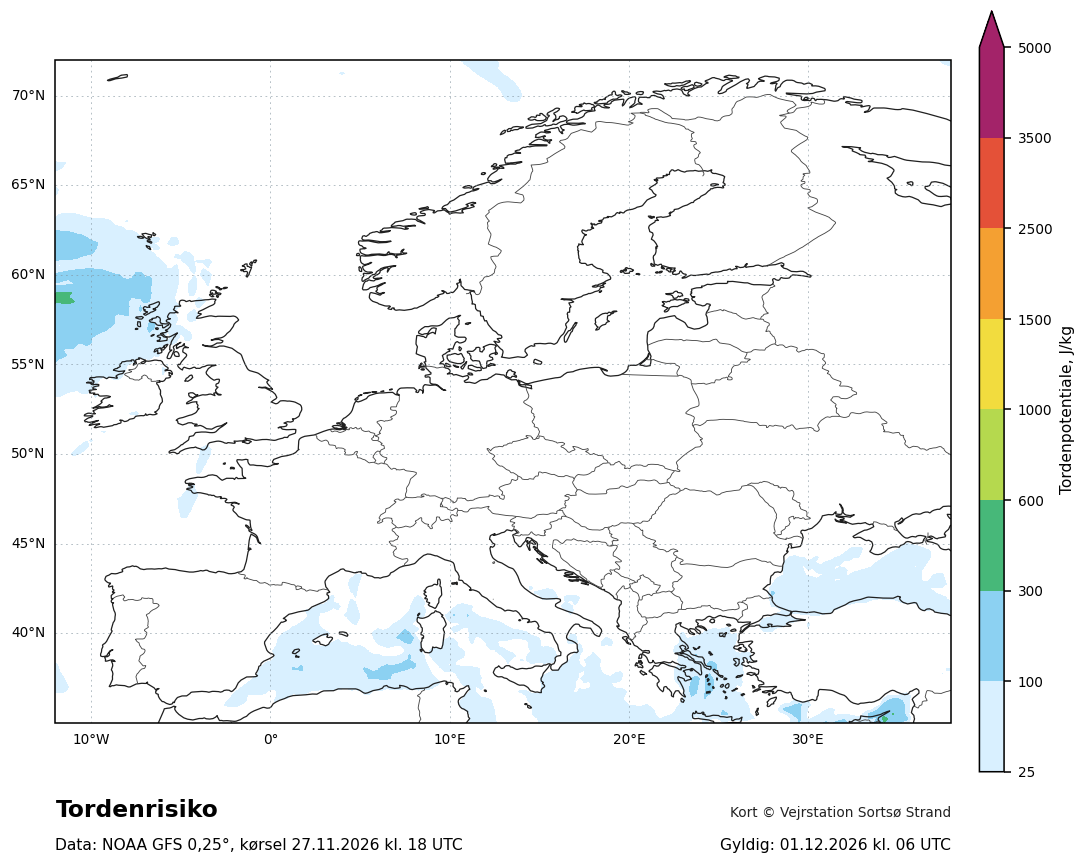 70°N
65°N
60°N
55°N
50°N
45°N
40°N
10°W
0°
10°E
20°E
30°E
5000
3500
2500
1500
1000
600
300
100
25
Tordenpotentiale, J/kg
Tordenrisiko
Kort © Vejrstation Sortsø Strand
Data: NOAA GFS 0,25°, kørsel 27.11.2026 kl. 18 UTC
Gyldig: 01.12.2026 kl. 06 UTC